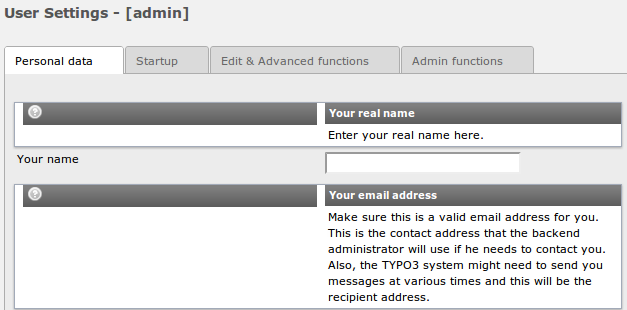 User Settings - [admin]
Personal data
Startup
Edit & Advanced functions
Admin functions
Your real name
Enter your real name here.
Your name
Your email address
Make sure this is a valid email address for you.
This is the contact address that the backend
administrator will use if he needs to contact you.
Also, the TYPO3 system might need to send you
messages at various times and this will be the
recipient address.